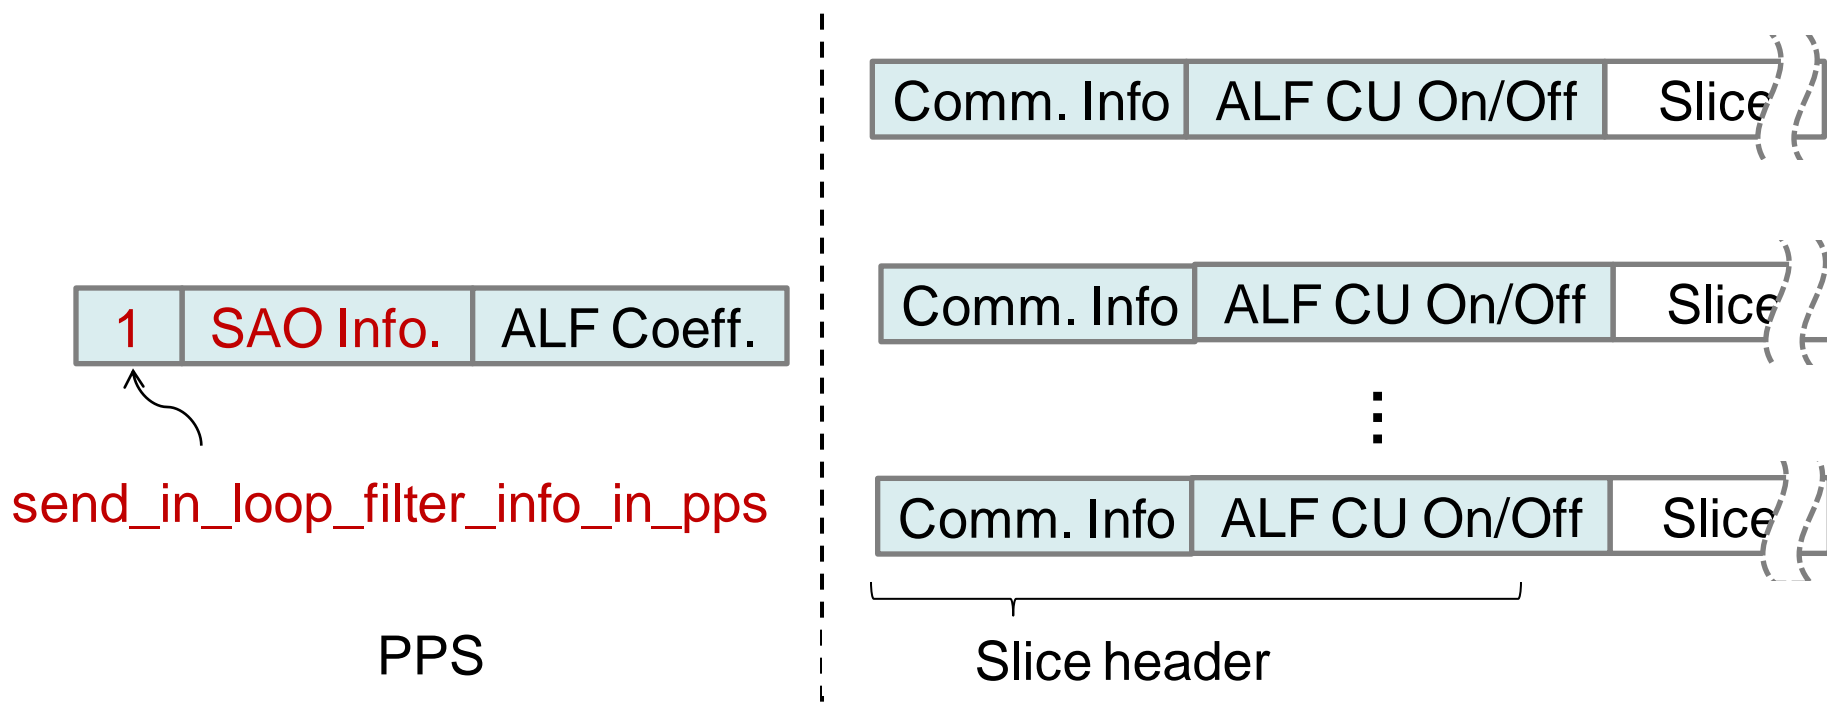 Comm. Info ALF CU On/Off Slice
Comm. Info ALF CU On/Off Slice
1 SAO Info. ALF Coeff.
⋮
Comm. Info ALF CU On/Off Slice
send_in_loop_filter_info_in_pps
PPS
Slice header